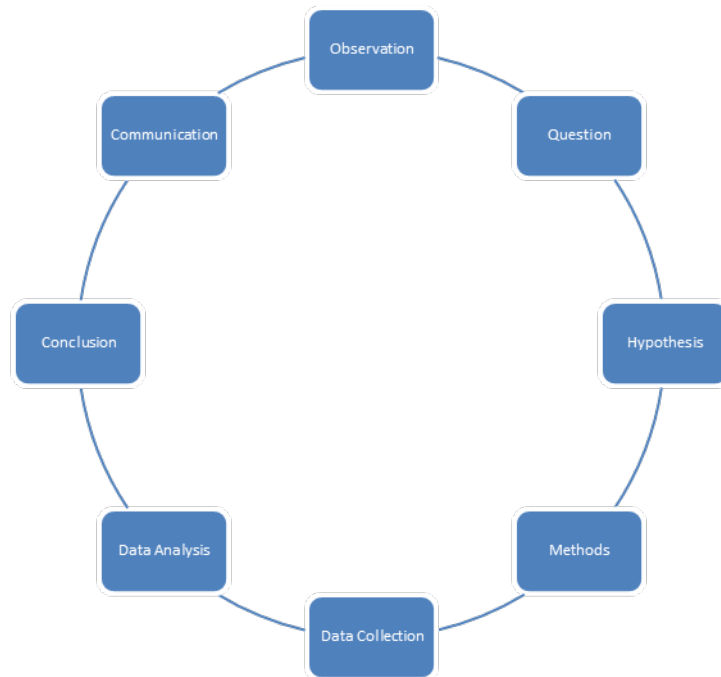 Observation
Question
Hypothesis
Methods
Data Collection
Data Analysis
Conclusion
Communication